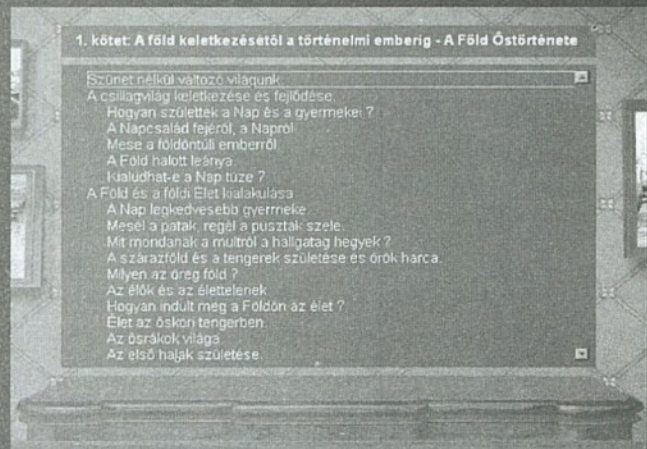 1. kötet: A föld keletkezésétől a történelmi emberig - A Föld Őstörténete
Szünet nélkül változó világunk.
A csillagvilág keletkezése és fejlődése.
Hogyan születtek a Nap és a gyermekei ?
A Napcsalád fejéről, a Napról.
Mese a földöntúli emberről.
A Föld halott leánya.
Kialudhat-e a Nap tüze ?
A Föld és a földi Élet kialakulása.
A Nap legkedvesebb gyermeke.
Mesél a patak, regél a puszták szele.
Mit mondanak a multról a hallgatag hegyek ?
A szárazföld és a tengerek születése és örök harca.
Milyen az öreg föld ?
Az élők és az élettelenek.
Hogyan indult meg a Földön az élet ?
Élet az őskori tengerben.
Az ősrákok világa.
Az első halak születése.